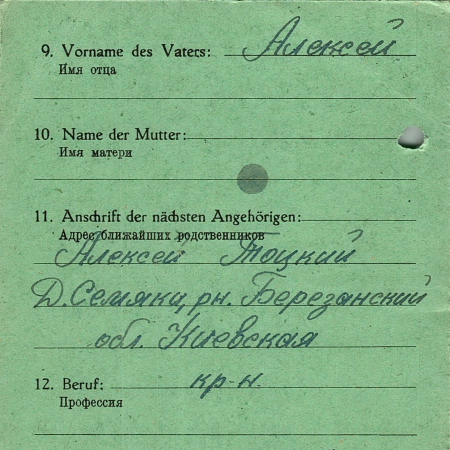 9. Vorname des Vaters: Алексей
Имя отца
10. Name der Mutter:
Имя матери
11. Anschrift der nächsten Angehörigen:
Адрес ближайших родственников
Алексей Тоцкий
Д. Семяки, рн. Березанский
обл. Киевская
12. Beruf: кр-н.
Профессия